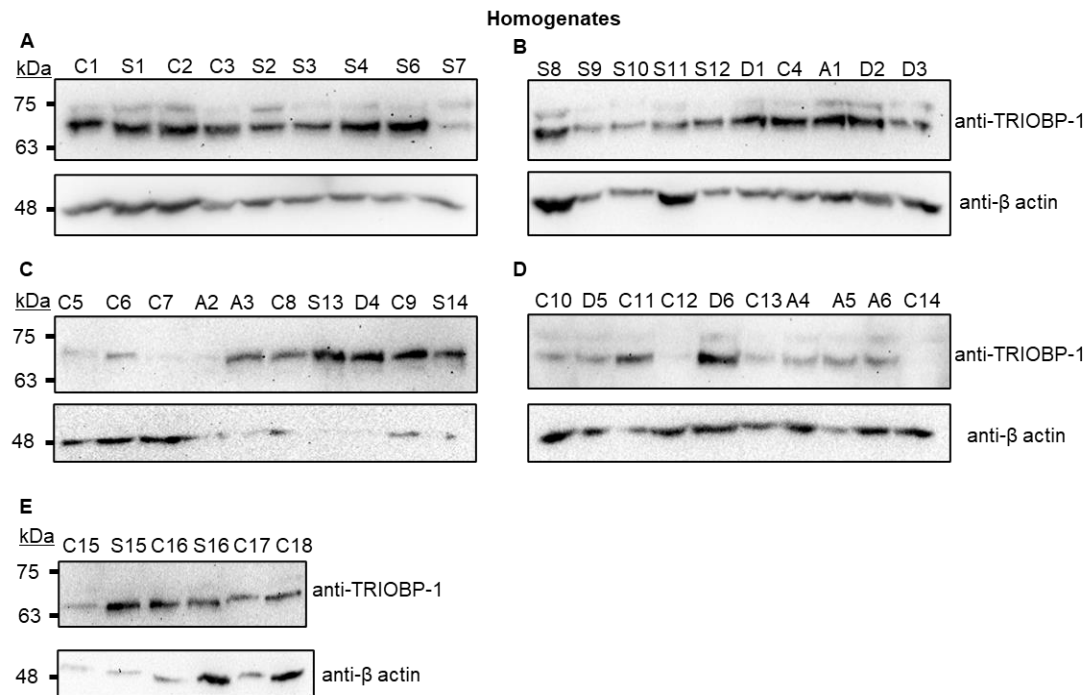 Homogenates
A
kDa C1 S1 C2 C3 S2 S3 S4 S6 S7
75
63
48
B
S8 S9 S10 S11 S12 D1 C4 A1 D2 D3
anti-TRIOBP-1
anti-β actin
C
kDa C5 C6 C7 A2 A3 C8 S13 D4 C9 S14
75
63
48
D
C10 D5 C11 C12 D6 C13 A4 A5 A6 C14
anti-TRIOBP-1
anti-β actin
E
kDa C15 S15 C16 S16 C17 C18
75
anti-TRIOBP-1
63
48
anti-β actin